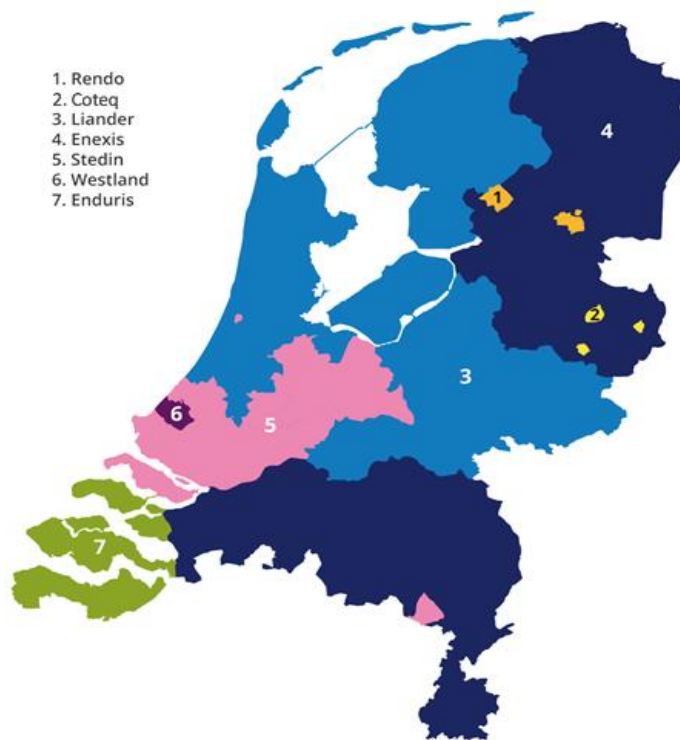 1. Rendo
2. Coteq
3. Liander
4. Enexis
5. Stedin
6. Westland
7. Enduris
4
1
2
3
6
5
7